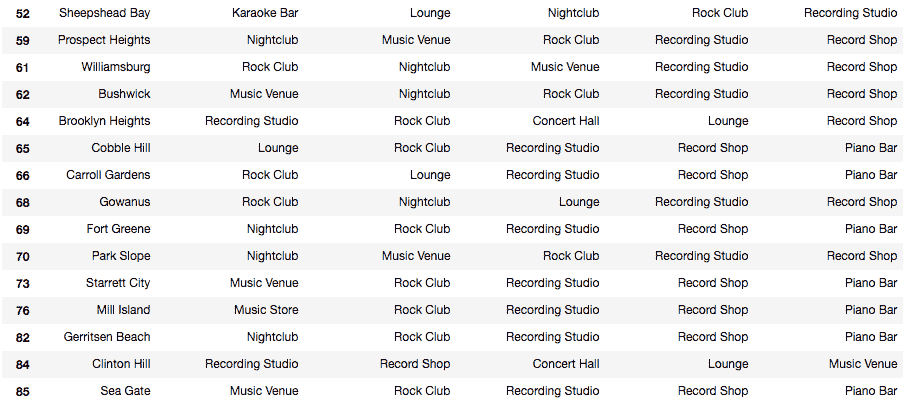 52 Sheepshead Bay Karaoke Bar Lounge Nightclub Rock Club Recording Studio
59 Prospect Heights Nightclub Music Venue Rock Club Recording Studio Record Shop
61 Williamsburg Rock Club Nightclub Music Venue Recording Studio Record Shop
62 Bushwick Music Venue Nightclub Rock Club Recording Studio Record Shop
64 Brooklyn Heights Recording Studio Rock Club Concert Hall Lounge Record Shop
65 Cobble Hill Lounge Rock Club Recording Studio Record Shop Piano Bar
66 Carroll Gardens Rock Club Lounge Recording Studio Record Shop Piano Bar
68 Gowanus Rock Club Nightclub Lounge Recording Studio Record Shop
69 Fort Greene Nightclub Rock Club Recording Studio Record Shop Piano Bar
70 Park Slope Nightclub Music Venue Rock Club Recording Studio Record Shop
73 Starrett City Music Venue Rock Club Recording Studio Record Shop Piano Bar
76 Mill Island Music Store Rock Club Recording Studio Record Shop Piano Bar
82 Gerritsen Beach Nightclub Rock Club Recording Studio Record Shop Piano Bar
84 Clinton Hill Recording Studio Record Shop Concert Hall Lounge Music Venue
85 Sea Gate Music Venue Rock Club Recording Studio Record Shop Piano Bar